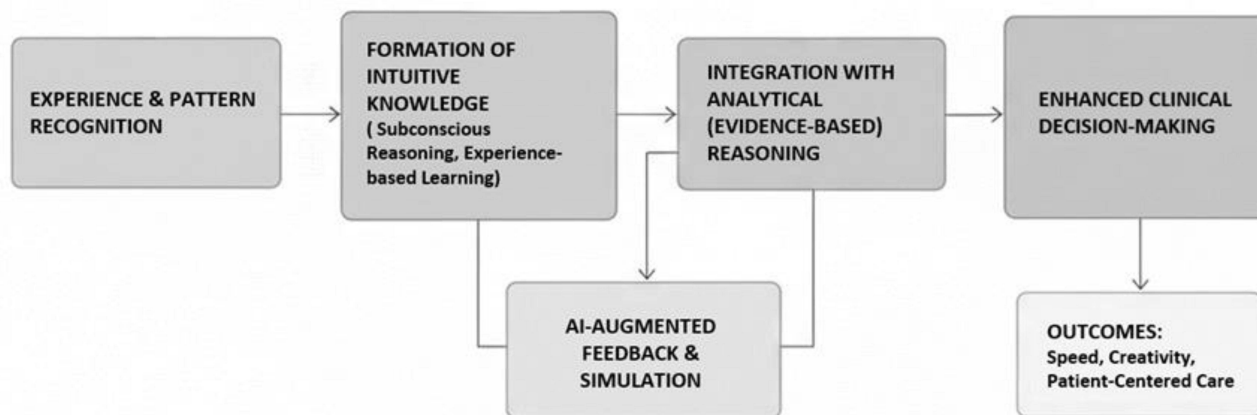 EXPERIENCE & PATTERN
RECOGNITION
FORMATION OF
INTUITIVE
KNOWLEDGE
( Subconscious
Reasoning, Experience-
based Learning)
INTEGRATION WITH
ANALYTICAL
(EVIDENCE-BASED)
REASONING
ENHANCED CLINICAL
DECISION-MAKING
AI-AUGMENTED
FEEDBACK &
SIMULATION
OUTCOMES:
Speed, Creativity,
Patient-Centered Care